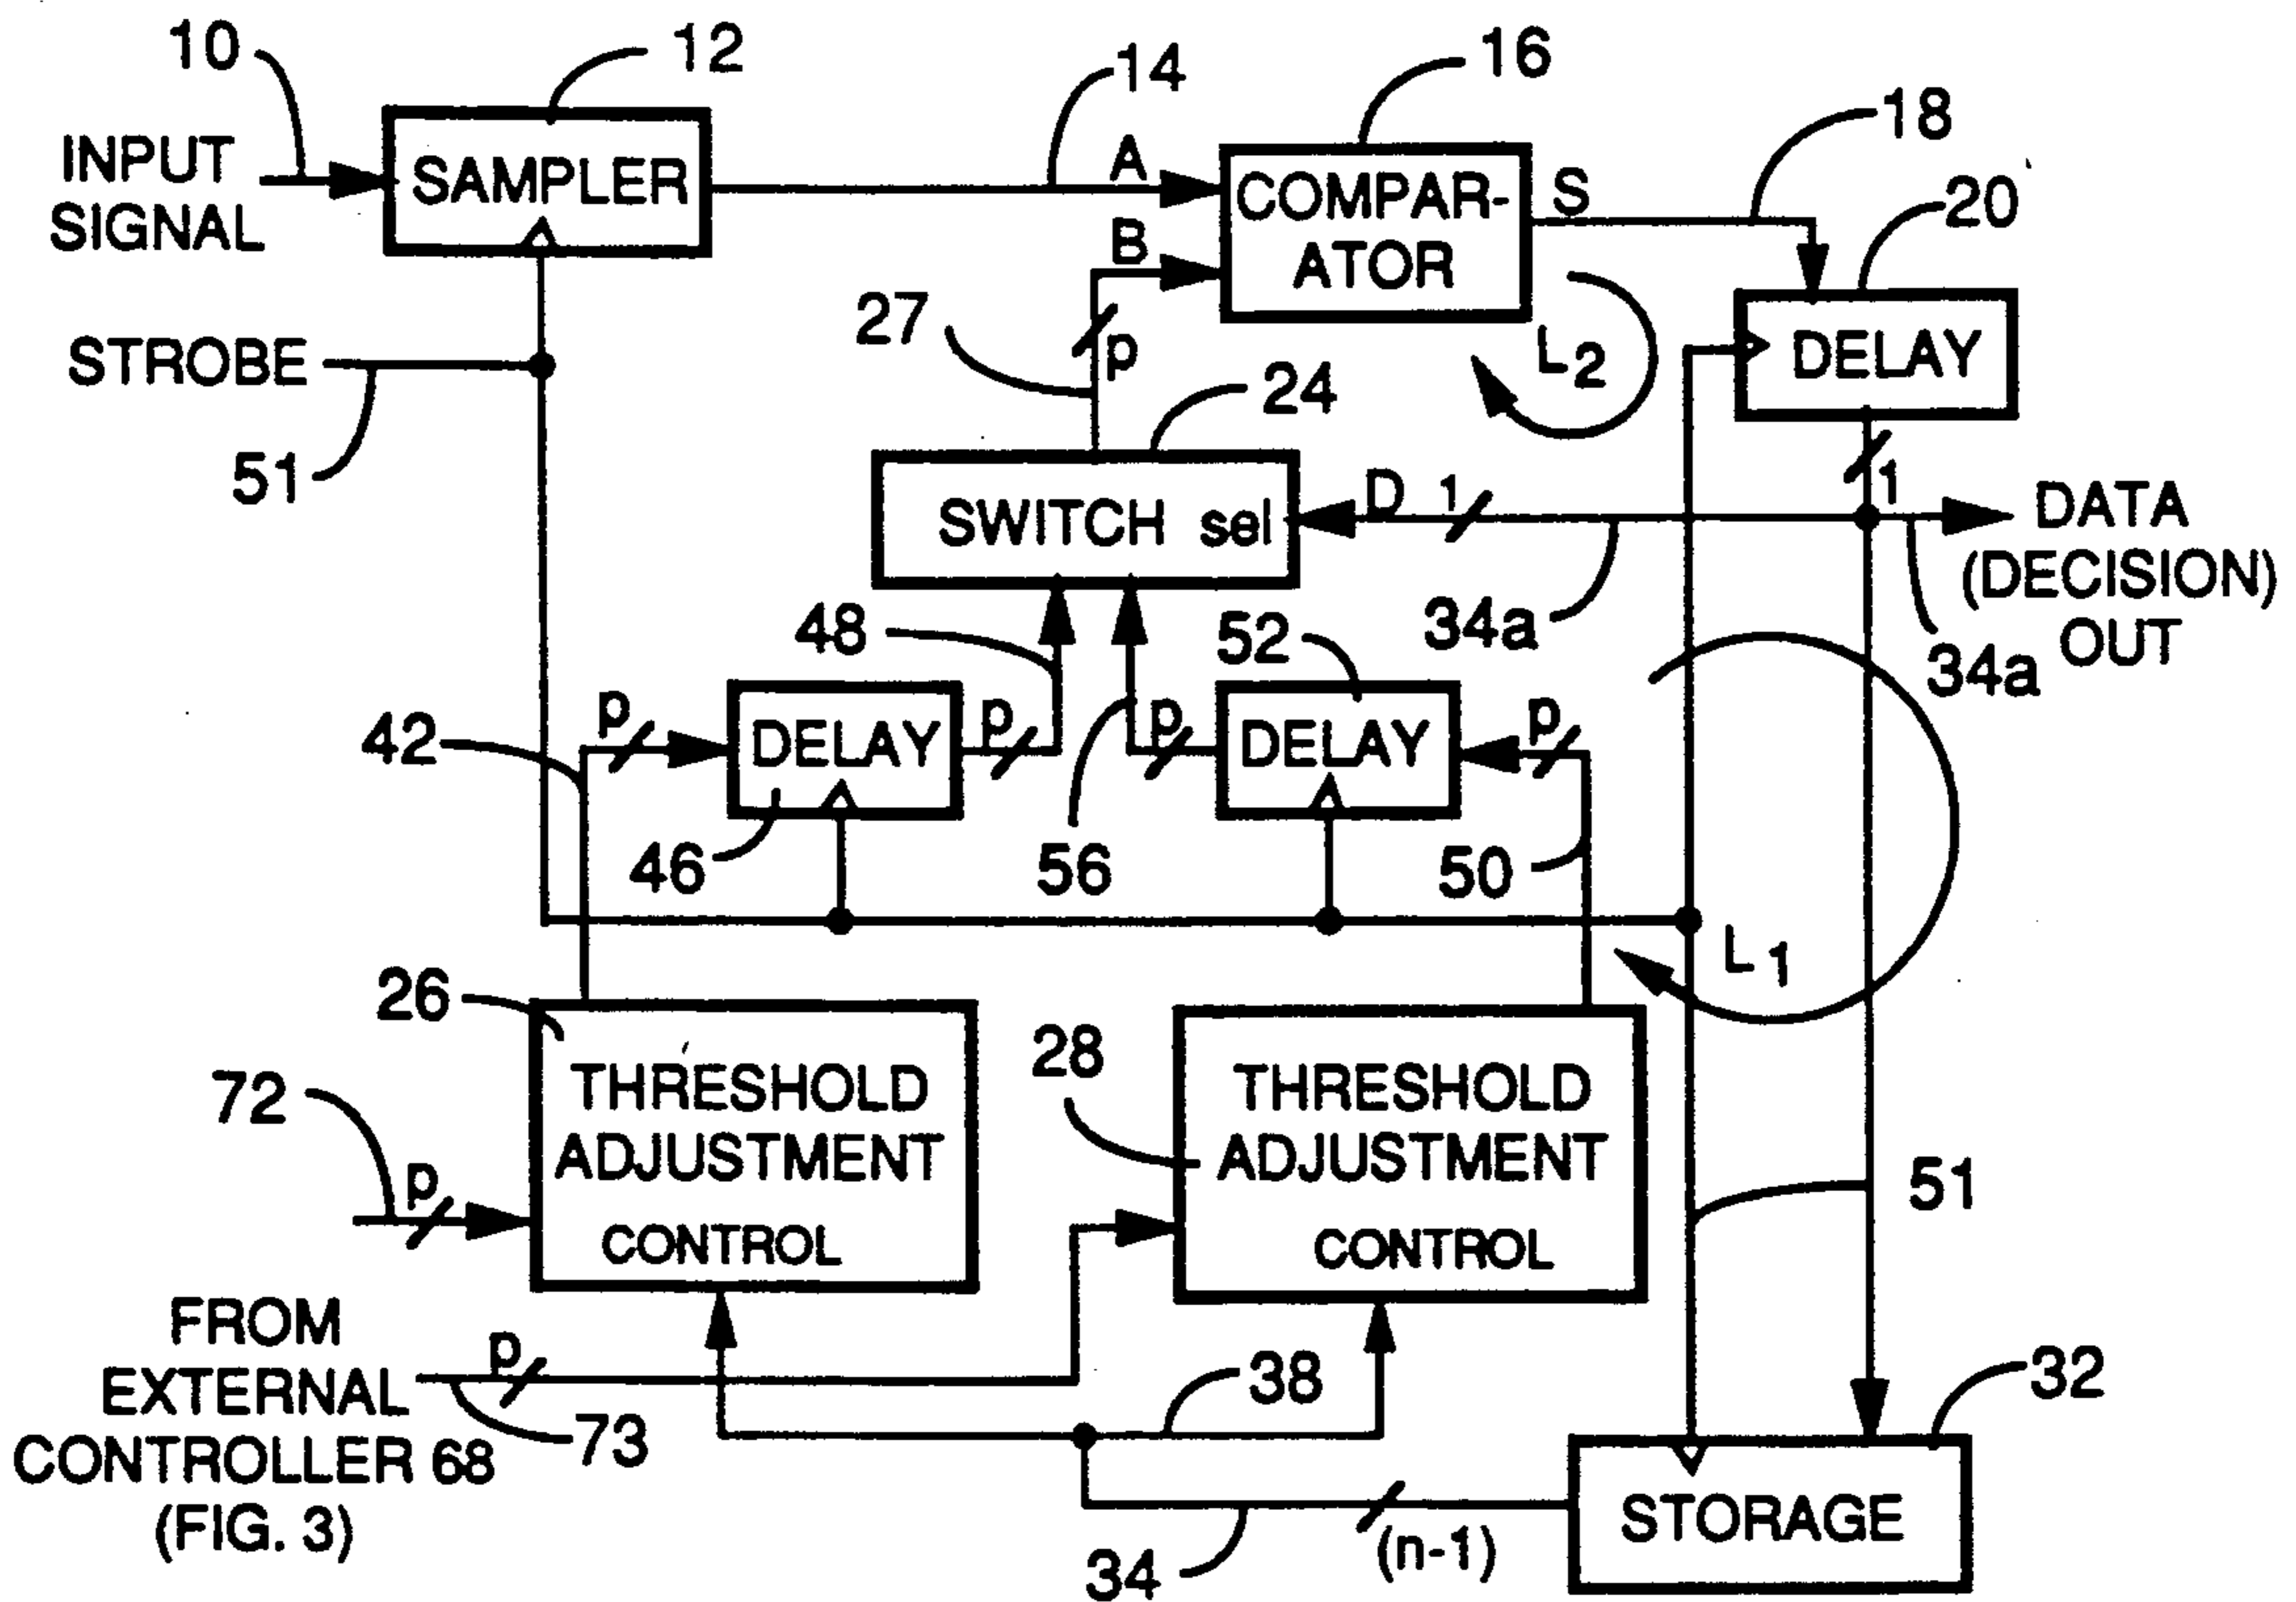 10
12
14
16
18
INPUT
SIGNAL
SAMPLER
A
B
COMPAR-
ATOR
S
20
STROBE
27
p
L2
DELAY
51
24
1
SWITCH sel
D 1
DATA
(DECISION)
OUT
34a
34a
48
52
42
p
DELAY
p
56
p
DELAY
p
46
50
L1
26
THRESHOLD
ADJUSTMENT
CONTROL
28
THRESHOLD
ADJUSTMENT
CONTROL
72
p
51
FROM
EXTERNAL
CONTROLLER 68
(FIG. 3)
p
73
38
32
STORAGE
34
(n-1)